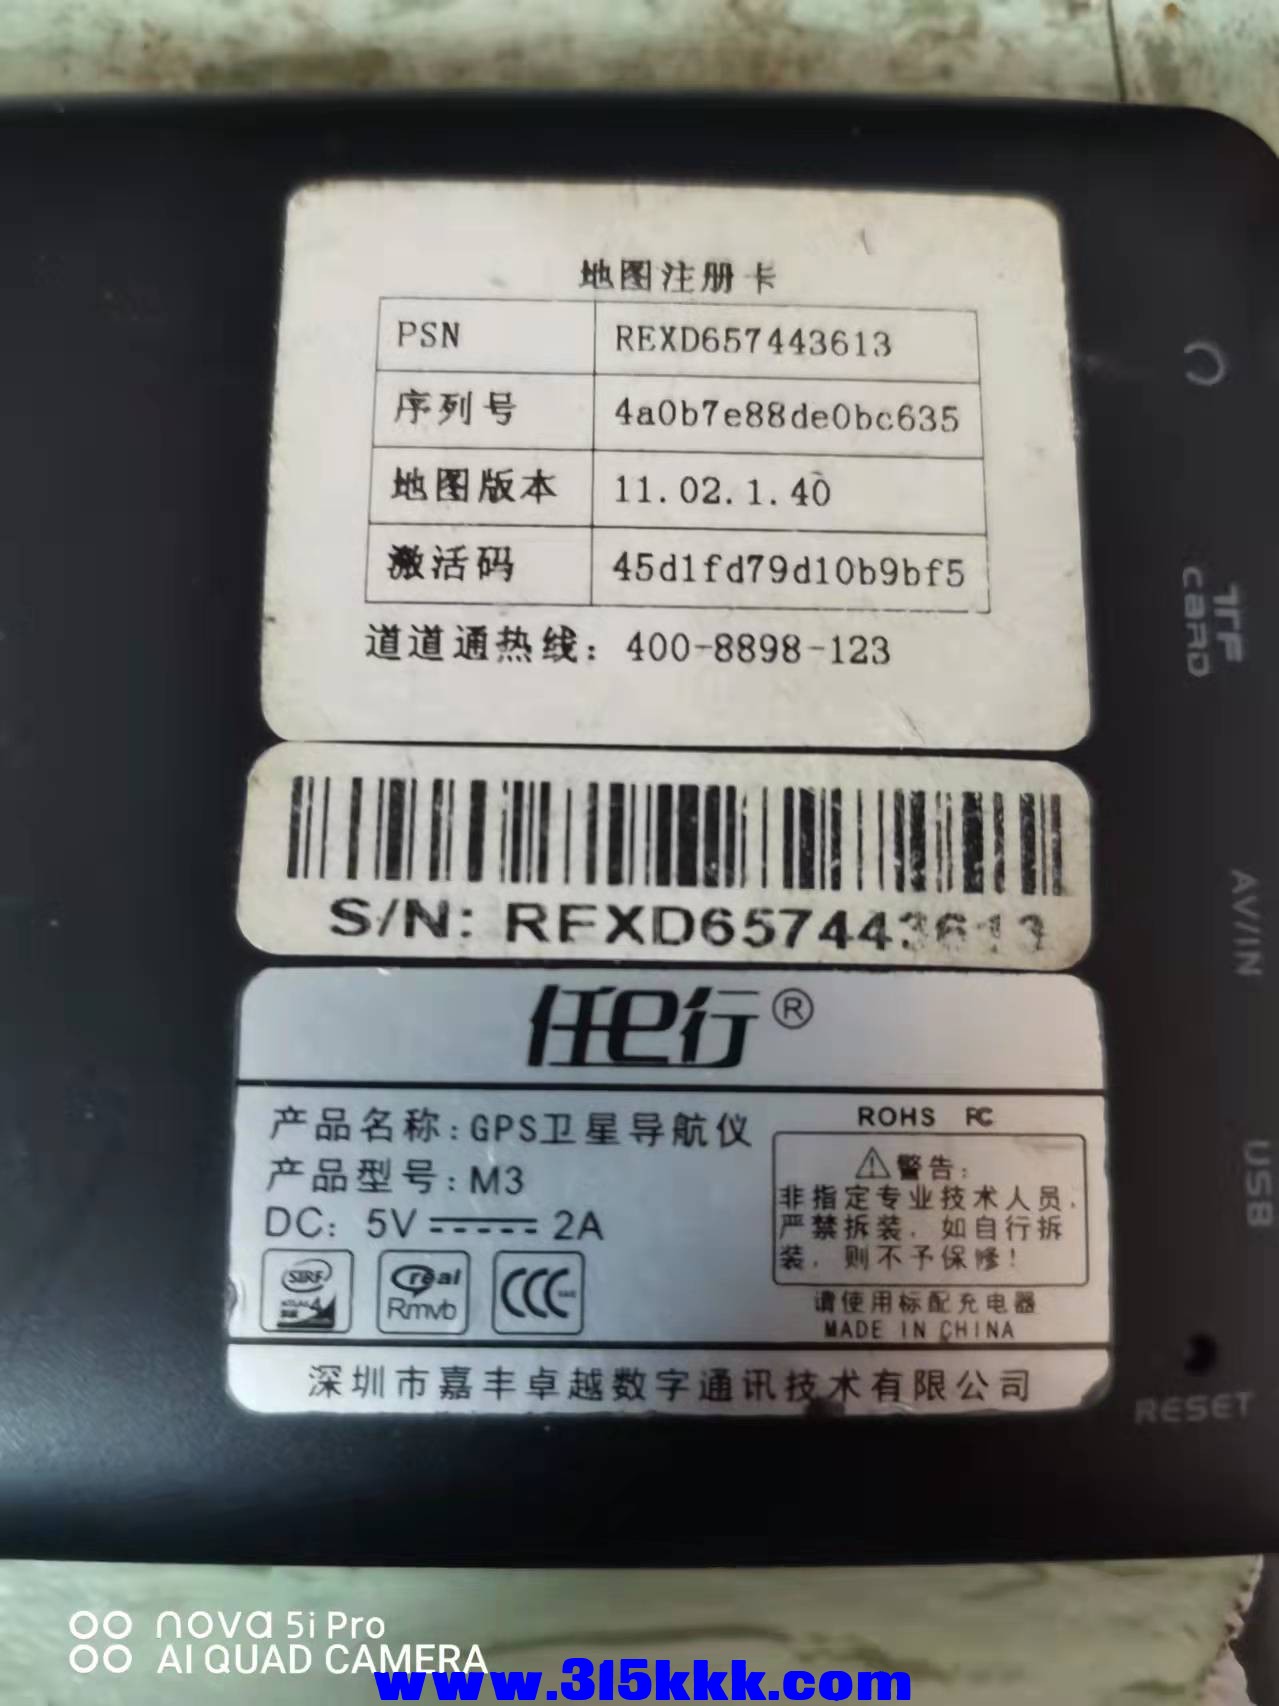 地图注册卡
PSN REXD657443613
序列号 4a0b7e88de0bc635
地图版本 11.02.1.40
激活码 45d1fd79d10b9bf5
道道通热线：400-8898-123
S/N: REXD657443613
任e行®
产品名称：GPS卫星导航仪
产品型号：M3
DC：5V 2A
ROHS FC
⚠警告：
非指定专业技术人员，
严禁拆装，如自行拆
装，则不予保修！
请使用标配充电器
MADE IN CHINA
SiRF
ATLAS 4
real
Rmvb
CCC
深圳市嘉丰卓越数字通讯技术有限公司
TF
CARD
AV/IN
USB
RESET
nova 5i Pro
AI QUAD CAMERA
www.315kkk.com